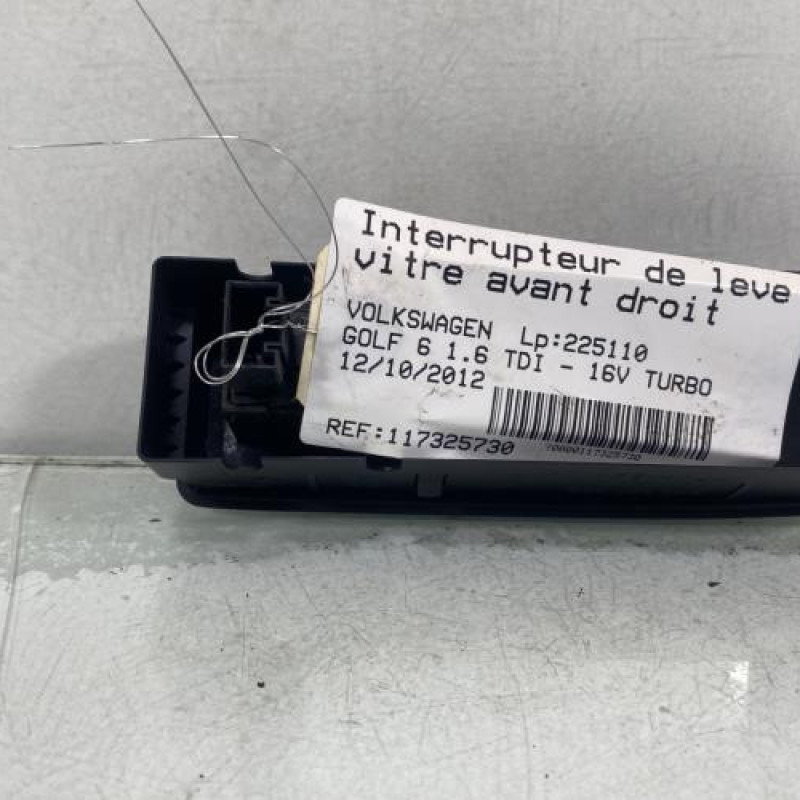 Interrupteur de leve
vitre avant droit
VOLKSWAGEN Lp:225110
GOLF 6 1.6 TDI - 16V TURBO
12/10/2012
REF:117325730
70000117325730